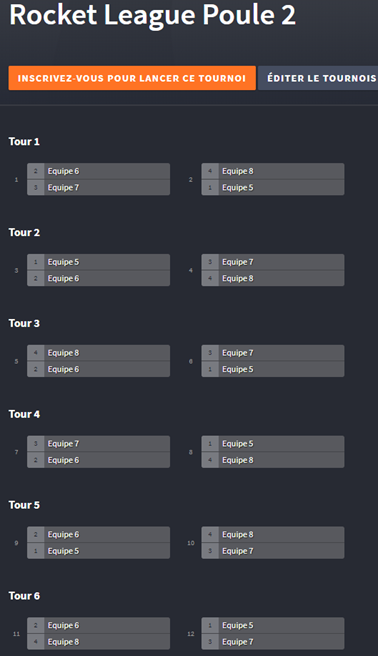 Rocket League Poule 2
INSCRIVEZ-VOUS POUR LANCER CE TOURNOI
ÉDITER LE TOURNOIS
Tour 1
1
2 Equipe 6
3 Equipe 7
2
4 Equipe 8
1 Equipe 5
Tour 2
3
1 Equipe 5
2 Equipe 6
4
3 Equipe 7
4 Equipe 8
Tour 3
5
4 Equipe 8
2 Equipe 6
6
3 Equipe 7
1 Equipe 5
Tour 4
7
3 Equipe 7
2 Equipe 6
8
1 Equipe 5
4 Equipe 8
Tour 5
9
2 Equipe 6
1 Equipe 5
10
4 Equipe 8
3 Equipe 7
Tour 6
11
2 Equipe 6
4 Equipe 8
12
1 Equipe 5
3 Equipe 7